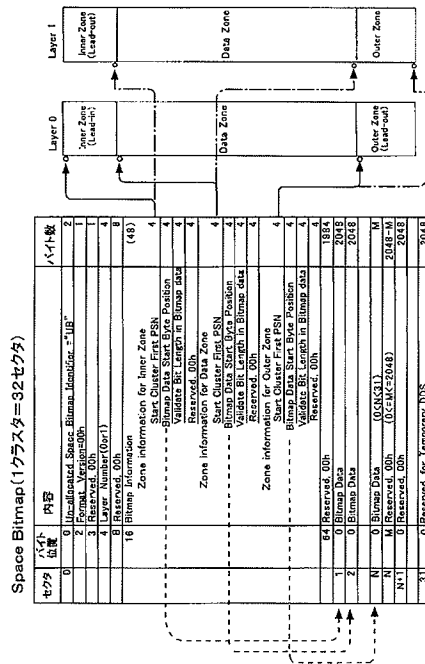 Space Bitmap(1クラスタ=32セクタ)
セクタ バイト位置 内容 バイト数
0 0 Un-allocated Space Bitmap Identifier ="UB" 2
2 Format Version=00h 1
3 Reserved, 00h 1
4 Layer Number(0or1) 4
8 Reserved, 00h 8
16 Bitmap Information (48)
Zone information for Inner Zone
Start Cluster First PSN 4
Bitmap Data Start Byte Position 4
Validate Bit Length in Bitmap data 4
Reserved, 00h 4
Zone information for Data Zone
Start Cluster First PSN 4
Bitmap Data Start Byte Position 4
Validate Bit Length in Bitmap data 4
Reserved, 00h 4
Zone information for Outer Zone
Start Cluster First PSN 4
Bitmap Data Start Byte Position 4
Validate Bit Length in Bitmap data 4
Reserved, 00h 4
64 Reserved, 00h 1984
1 0 Bitmap Data 2048
2 0 Bitmap Data 2048
N 0 Bitmap Data (0<N<31) M
N M Reserved, 00h (0<=M<=2048) 2048-M
N+1 0 Reserved, 00h 2048
31 0 Reserved for Temporary DDS 2048
Layer 0
Inner Zone
(Lead-in)
Data Zone
Outer Zone
(Lead-out)
Layer 1
Inner Zone
(Lead-out)
Data Zone
Outer Zone